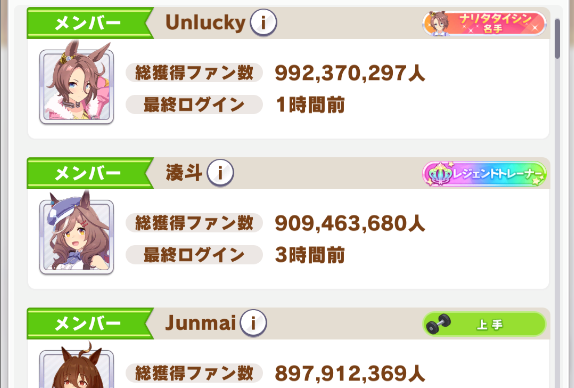 メンバー Unlucky i ナリタタイシン
名手
総獲得ファン数 992,370,297人
最終ログイン 1時間前
メンバー 湊斗 i レジェンドトレーナー
総獲得ファン数 909,463,680人
最終ログイン 3時間前
メンバー Junmai i 上手
総獲得ファン数 897,912,369人